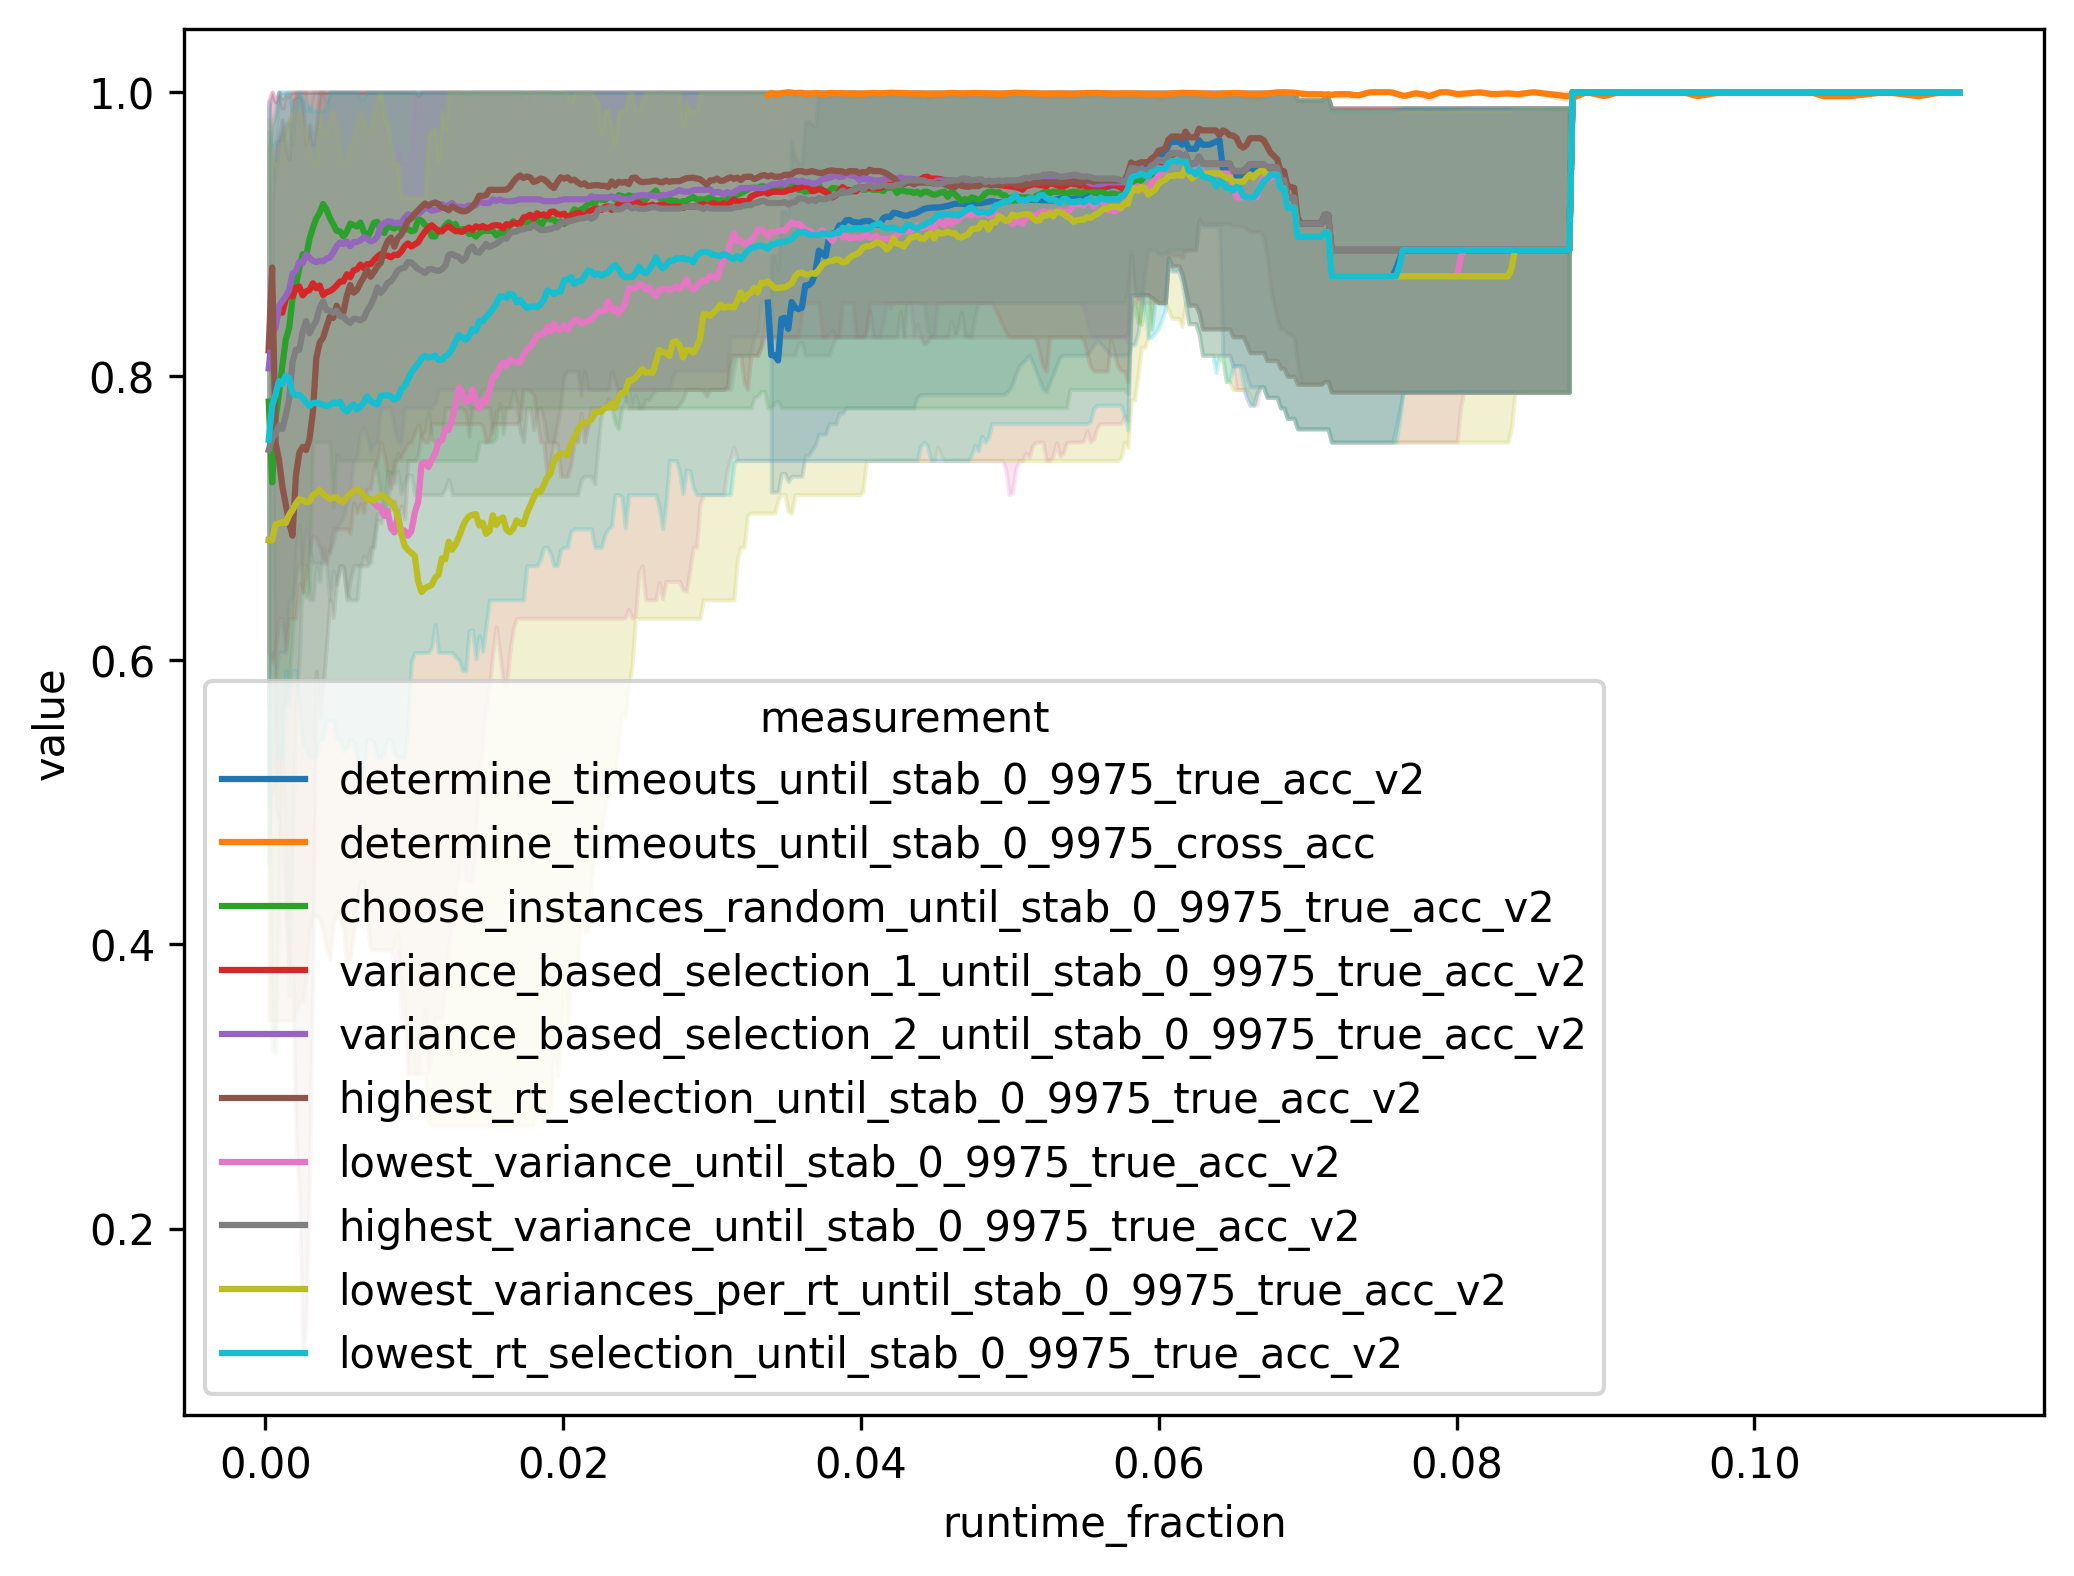 1.0
0.8
0.6
0.4
0.2
value
measurement
determine_timeouts_until_stab_0_9975_true_acc_v2
determine_timeouts_until_stab_0_9975_cross_acc
choose_instances_random_until_stab_0_9975_true_acc_v2
variance_based_selection_1_until_stab_0_9975_true_acc_v2
variance_based_selection_2_until_stab_0_9975_true_acc_v2
highest_rt_selection_until_stab_0_9975_true_acc_v2
lowest_variance_until_stab_0_9975_true_acc_v2
highest_variance_until_stab_0_9975_true_acc_v2
lowest_variances_per_rt_until_stab_0_9975_true_acc_v2
lowest_rt_selection_until_stab_0_9975_true_acc_v2
0.00 0.02 0.04 0.06 0.08 0.10
runtime_fraction